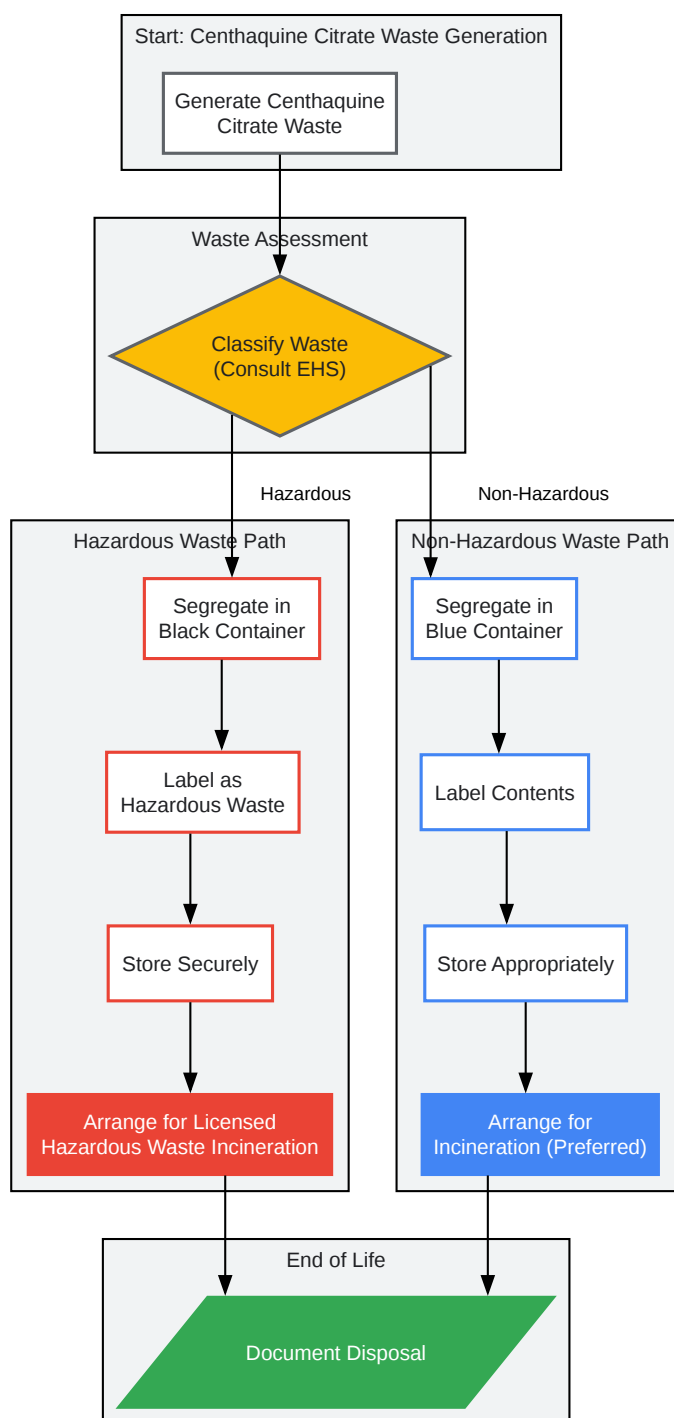 Start: Centhaquine Citrate Waste Generation
Generate Centhaquine
Citrate Waste
Waste Assessment
Classify Waste
(Consult EHS)
Hazardous
Non-Hazardous
Hazardous Waste Path
Segregate in
Black Container
Label as
Hazardous Waste
Store Securely
Arrange for Licensed
Hazardous Waste Incineration
Non-Hazardous Waste Path
Segregate in
Blue Container
Label Contents
Store Appropriately
Arrange for
Incineration (Preferred)
End of Life
Document Disposal